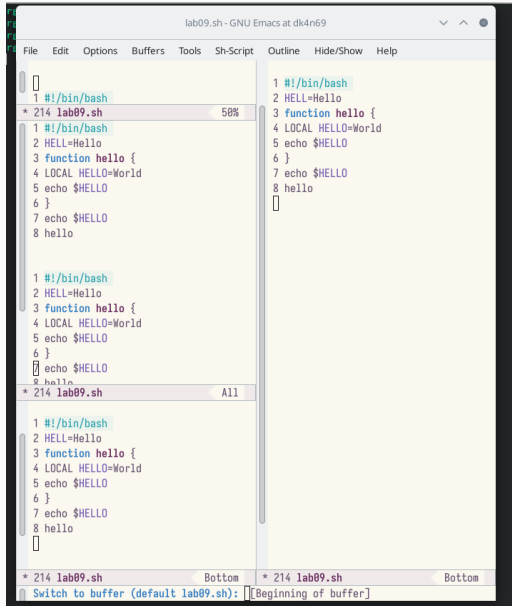 lab09.sh - GNU Emacs at dk4n69
File Edit Options Buffers Tools Sh-Script Outline Hide/Show Help
1 #!/bin/bash
* 214 lab09.sh 50%
1 #!/bin/bash
2 HELL=Hello
3 function hello {
4 LOCAL HELLO=World
5 echo $HELLO
6 }
7 echo $HELLO
8 hello
1 #!/bin/bash
2 HELL=Hello
3 function hello {
4 LOCAL HELLO=World
5 echo $HELLO
6 }
7 echo $HELLO
8 hello
* 214 lab09.sh All
1 #!/bin/bash
2 HELL=Hello
3 function hello {
4 LOCAL HELLO=World
5 echo $HELLO
6 }
7 echo $HELLO
8 hello
* 214 lab09.sh Bottom
1 #!/bin/bash
2 HELL=Hello
3 function hello {
4 LOCAL HELLO=World
5 echo $HELLO
6 }
7 echo $HELLO
8 hello
* 214 lab09.sh Bottom
Switch to buffer (default lab09.sh): [Beginning of buffer]